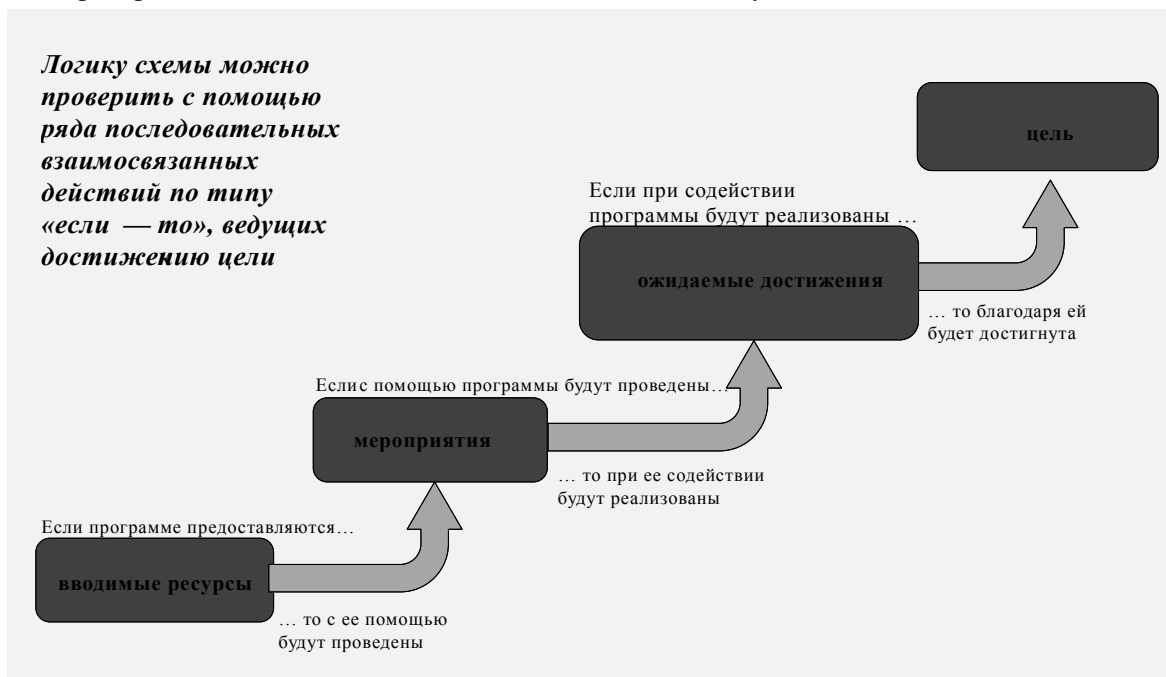 Логику схемы можно
проверить с помощью
ряда последовательных
взаимосвязанных
действий по типу
«если — то», ведущих
достижению цели
цель
Если при содействии
программы будут реализованы …
ожидаемые достижения
… то благодаря ей
будет достигнута
Еслис помощью программы будут проведены…
мероприятия
… то при ее содействии
будут реализованы
Если программе предоставляются…
вводимые ресурсы
… то с ее помощью
будут проведены